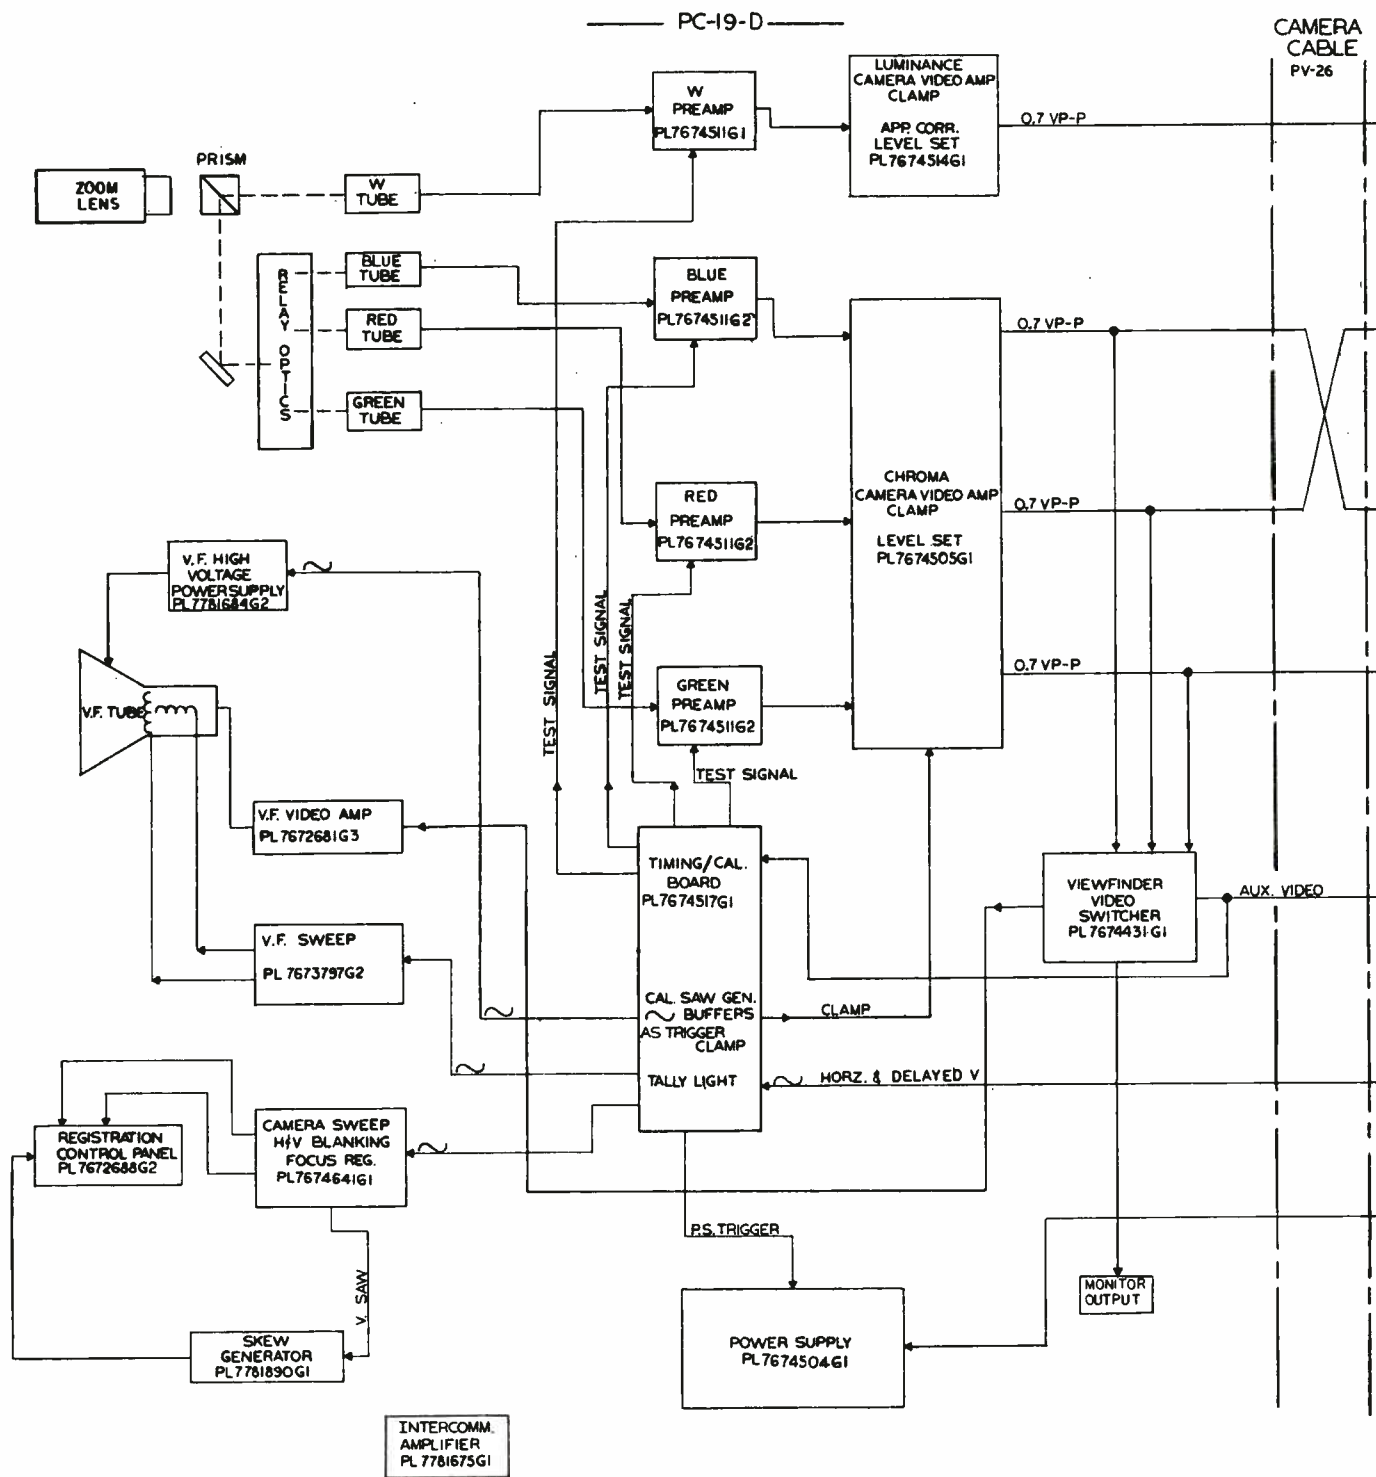 PC-19-D
CAMERA
CABLE
PV-26
LUMINANCE
CAMERA VIDEO AMP
CLAMP
APP. CORR.
LEVEL SET
PL7674514G1
0.7 VP-P
W
PREAMP
PL7674511G1
PRISM
ZOOM
LENS
W
TUBE
BLUE
TUBE
RED
TUBE
GREEN
TUBE
RELAY OPTICS
BLUE
PREAMP
PL7674511G2
0.7 VP-P
CHROMA
CAMERA VIDEO AMP
CLAMP
LEVEL SET
PL7674505G1
0.7 VP-P
RED
PREAMP
PL7674511G2
0.7 VP-P
GREEN
PREAMP
PL7674511G2
TEST SIGNAL
TEST SIGNAL
TEST SIGNAL
TEST SIGNAL
V.F. HIGH
VOLTAGE
POWER SUPPLY
PL7781684G2
V.F. TUBE
V.F. VIDEO AMP
PL7672681G3
V.F. SWEEP
PL7673797G2
TIMING/CAL.
BOARD
PL7674517G1
CAL. SAW GEN.
~ BUFFERS
AS TRIGGER
CLAMP
TALLY LIGHT
CLAMP
HORZ. & DELAYED V
VIEWFINDER
VIDEO
SWITCHER
PL7674431G1
AUX. VIDEO
REGISTRATION
CONTROL PANEL
PL7672688G2
CAMERA SWEEP
H&V BLANKING
FOCUS REG.
PL7674641G1
V. SAW
SKEW
GENERATOR
PL7781890G1
P.S. TRIGGER
POWER SUPPLY
PL7674504G1
MONITOR
OUTPUT
INTERCOMM.
AMPLIFIER
PL7781675G1